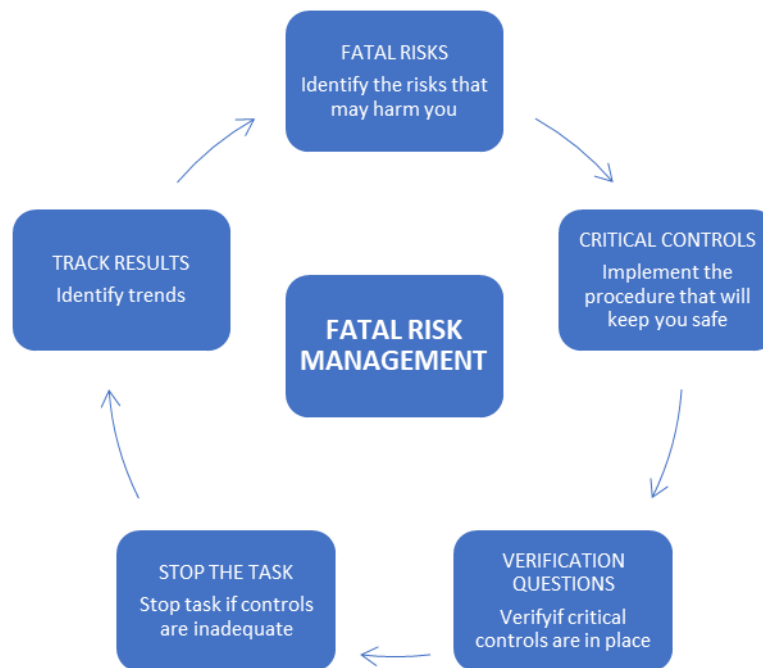 FATAL RISKS
Identify the risks that
may harm you
CRITICAL CONTROLS
Implement the
procedure that will
keep you safe
VERIFICATION
QUESTIONS
Verifyif critical
controls are in place
STOP THE TASK
Stop task if controls
are inadequate
TRACK RESULTS
Identify trends
FATAL RISK
MANAGEMENT